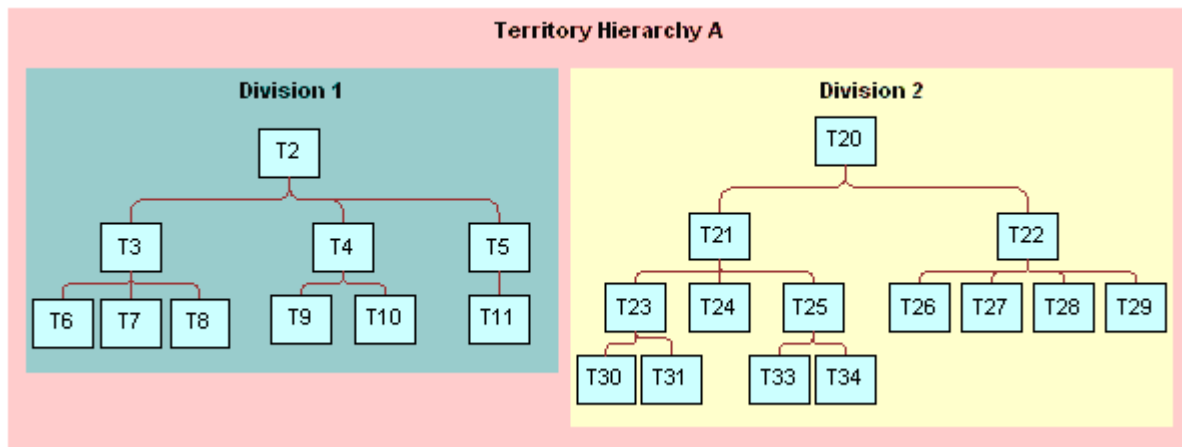 Territory Hierarchy A
Division 1
T2
T3
T4
T5
T6
T7
T8
T9
T10
T11
Division 2
T20
T21
T22
T23
T24
T25
T26
T27
T28
T29
T30
T31
T33
T34